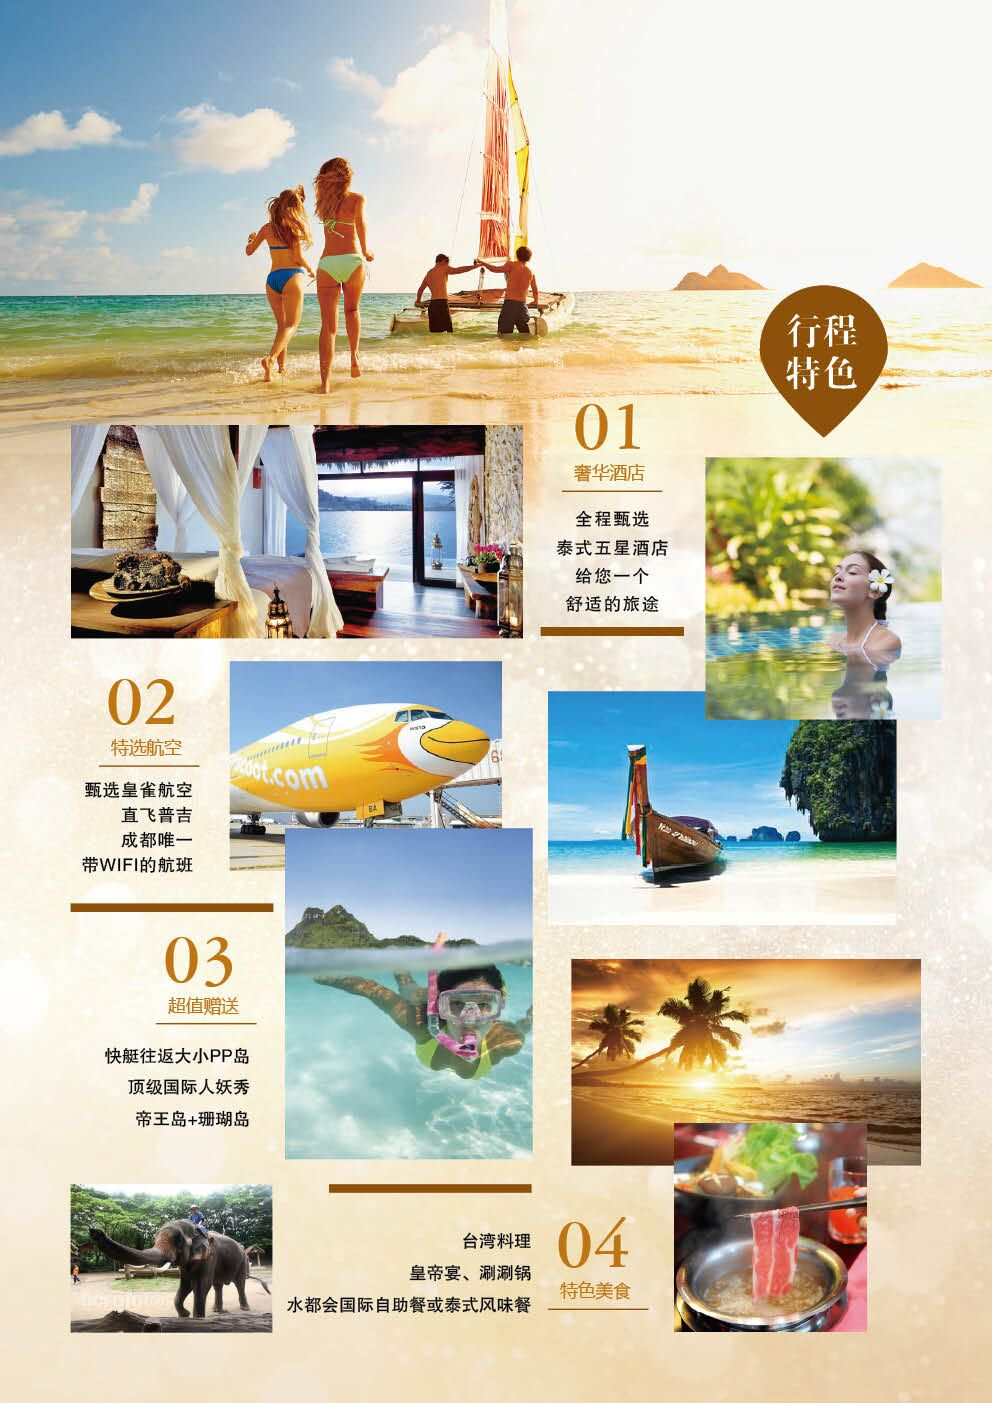 行程
特色
01
奢华酒店
全程甄选
泰式五星酒店
给您一个
舒适的旅途
02
特选航空
甄选皇雀航空
直飞普吉
成都唯一
带WIFI的航班
oot.com
03
超值赠送
快艇往返大小PP岛
顶级国际人妖秀
帝王岛+珊瑚岛
04
特色美食
台湾料理
皇帝宴、涮涮锅
水都会国际自助餐或泰式风味餐